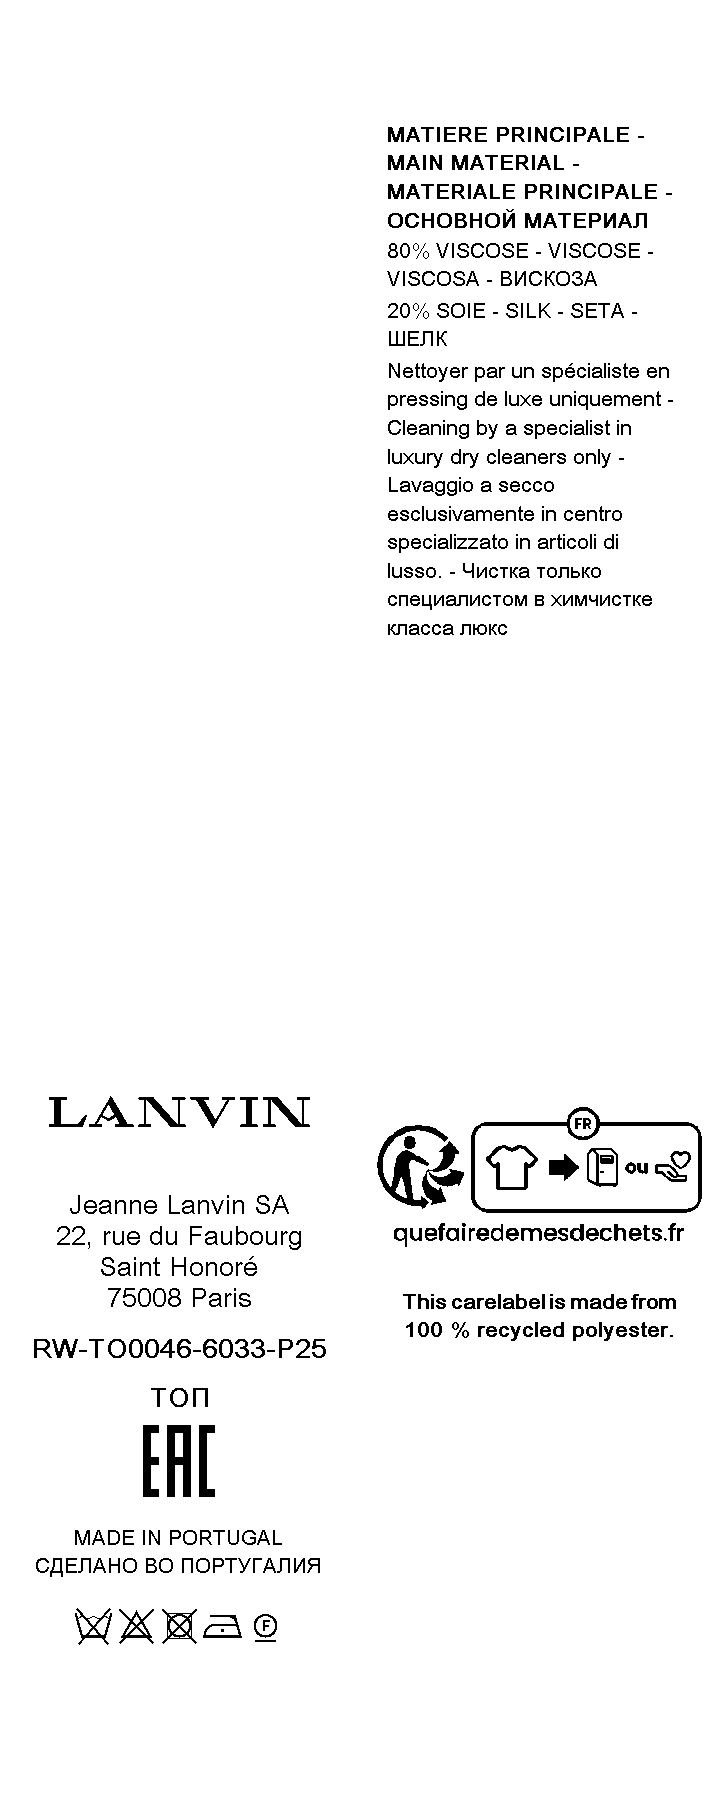 MATIERE PRINCIPALE -
MAIN MATERIAL -
MATERIALE PRINCIPALE -
ОСНОВНОЙ МАТЕРИАЛ
80% VISCOSE - VISCOSE -
VISCOSA - ВИСКОЗА
20% SOIE - SILK - SETA -
ШЕЛК
Nettoyer par un spécialiste en
pressing de luxe uniquement -
Cleaning by a specialist in
luxury dry cleaners only -
Lavaggio a secco
esclusivamente in centro
specializzato in articoli di
lusso. - Чистка только
специалистом в химчистке
класса люкс
LANVIN
Jeanne Lanvin SA
22, rue du Faubourg
Saint Honoré
75008 Paris
RW-TO0046-6033-P25
ТОП
EAC
MADE IN PORTUGAL
СДЕЛАНО ВО ПОРТУГАЛИЯ
F
FR
ou
quefairedemesdechets.fr
This carelabel is made from
100 % recycled polyester.